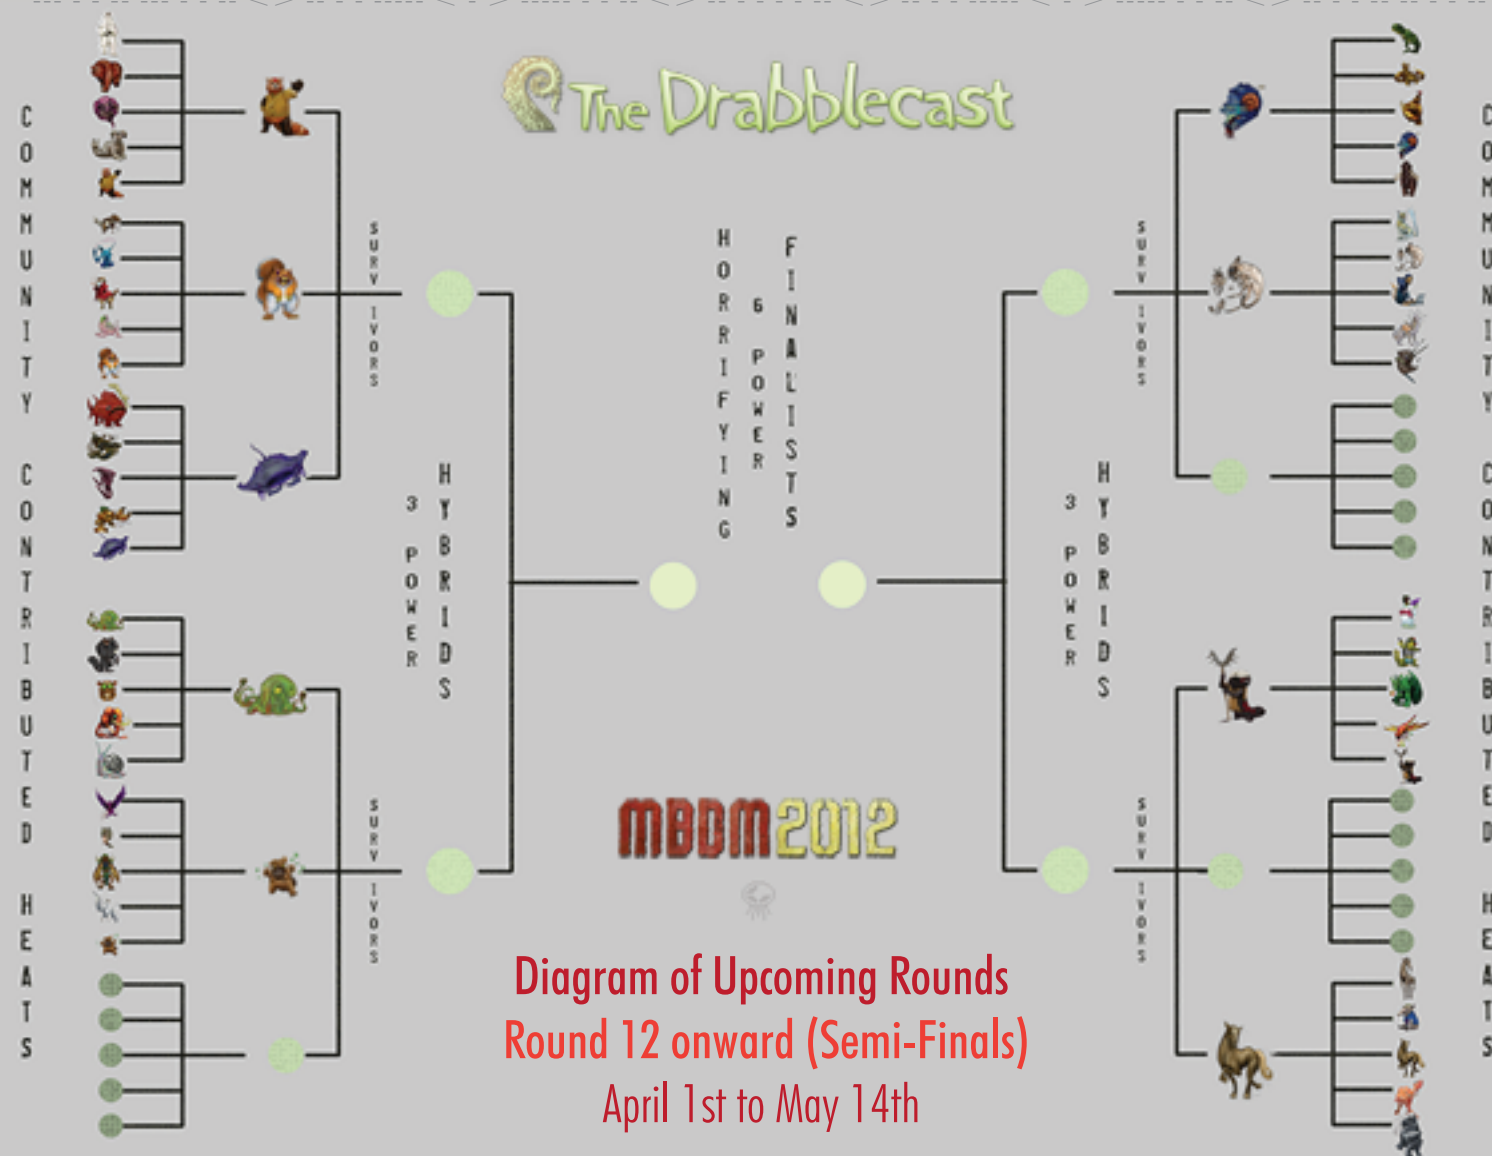 The Drabblecast
COMMUNITY CONTRIBUTED HEATS
SURVIVORS
SURVIVORS
3 POWER
HYBRIDS
HORRIFYING
6 POWER
FINALISTS
3 POWER
HYBRIDS
SURVIVORS
SURVIVORS
COMMUNITY CONTRIBUTED HEATS
MBDM2012
Diagram of Upcoming Rounds
Round 12 onward (Semi-Finals)
April 1st to May 14th